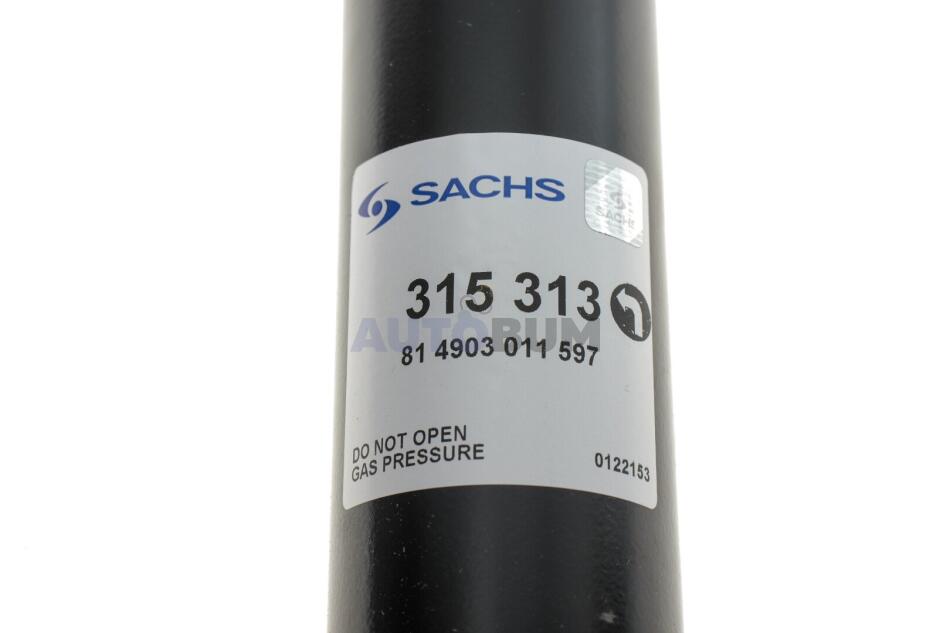 SACHS
SACHS
315 313
AUTOBUM
81 4903 011 597
DO NOT OPEN
GAS PRESSURE
0122153